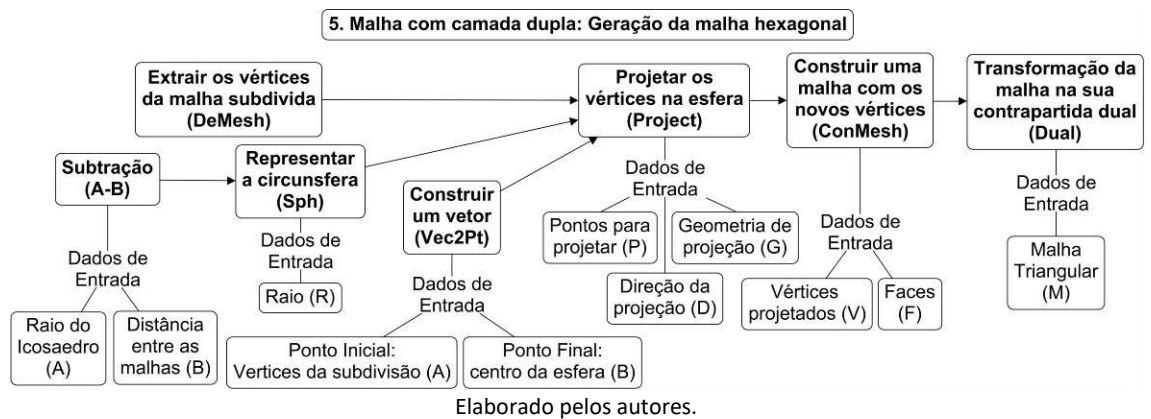 5. Malha com camada dupla: Geração da malha hexagonal
Extrair os vértices
da malha subdivida
(DeMesh)
Projetar os
vértices na esfera
(Project)
Construir uma
malha com os
novos vértices
(ConMesh)
Transformação da
malha na sua
contrapartida dual
(Dual)
Subtração
(A-B)
Representar
a circunsfera
(Sph)
Construir
um vetor
(Vec2Pt)
Dados de
Entrada
Raio do
Icosaedro
(A)
Distância
entre as
malhas (B)
Dados de
Entrada
Raio (R)
Dados de
Entrada
Ponto Inicial:
Vertices da subdivisão (A)
Ponto Final:
centro da esfera (B)
Dados de
Entrada
Pontos para
projetar (P)
Geometria de
projeção (G)
Direção da
projeção (D)
Dados de
Entrada
Vértices
projetados (V)
Faces
(F)
Dados de
Entrada
Malha
Triangular
(M)
Elaborado pelos autores.